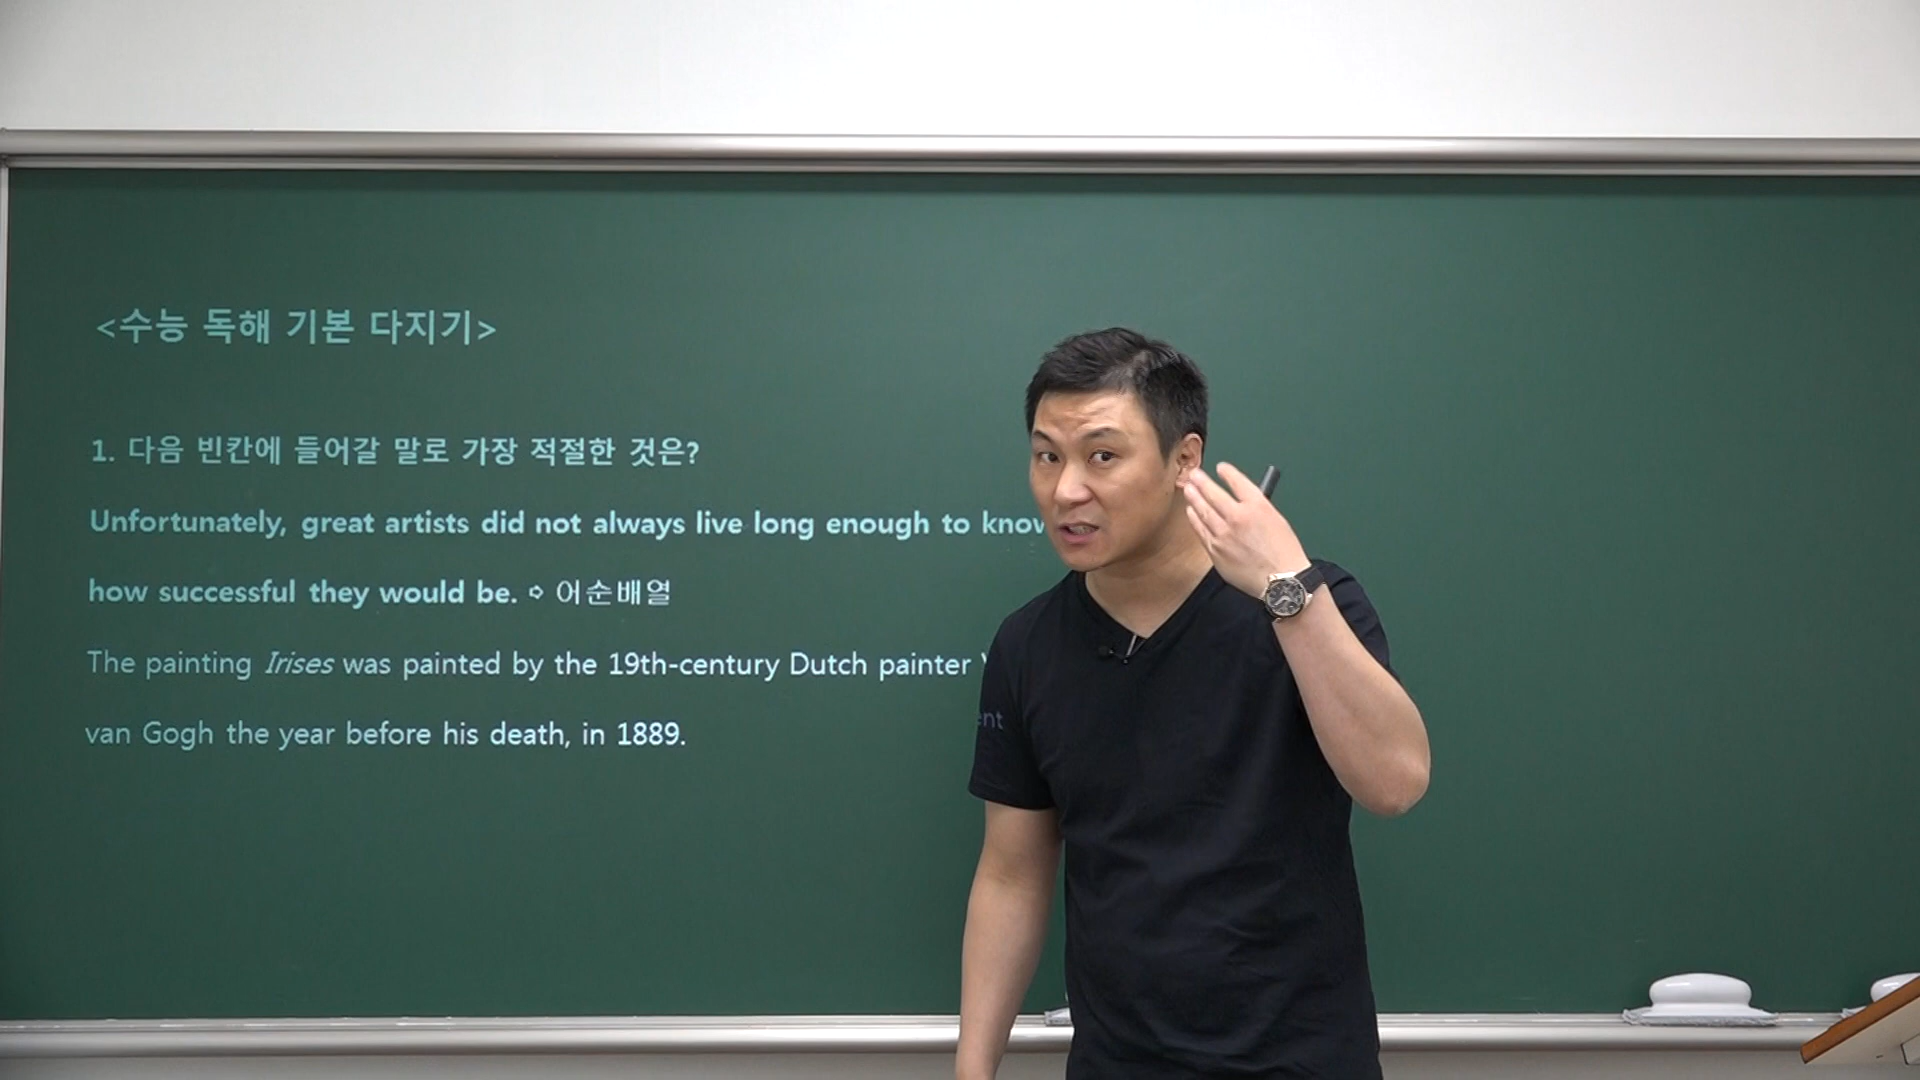 <수능 독해 기본 다지기>
1. 다음 빈칸에 들어갈 말로 가장 적절한 것은?
Unfortunately, great artists did not always live long enough to know
how successful they would be. ➪ 어순배열
The painting Irises was painted by the 19th-century Dutch painter
van Gogh the year before his death, in 1889.